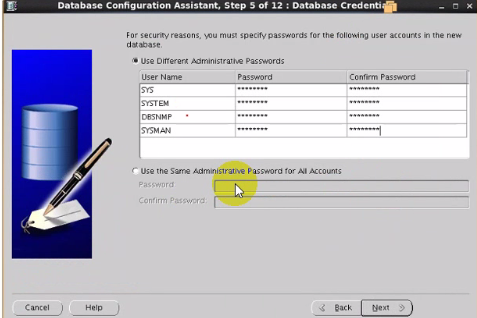 Database Configuration Assistant, Step 5 of 12 : Database Credential
For security reasons, you must specify passwords for the following user accounts in the new
database.
Use Different Administrative Passwords
User Name Password Confirm Password
SYS ******** ********
SYSTEM ******** ********
DBSNMP * ******** ********
SYSMAN ******** ********
Use the Same Administrative Password for All Accounts
Password:
Confirm Password:
Cancel Help Back Next